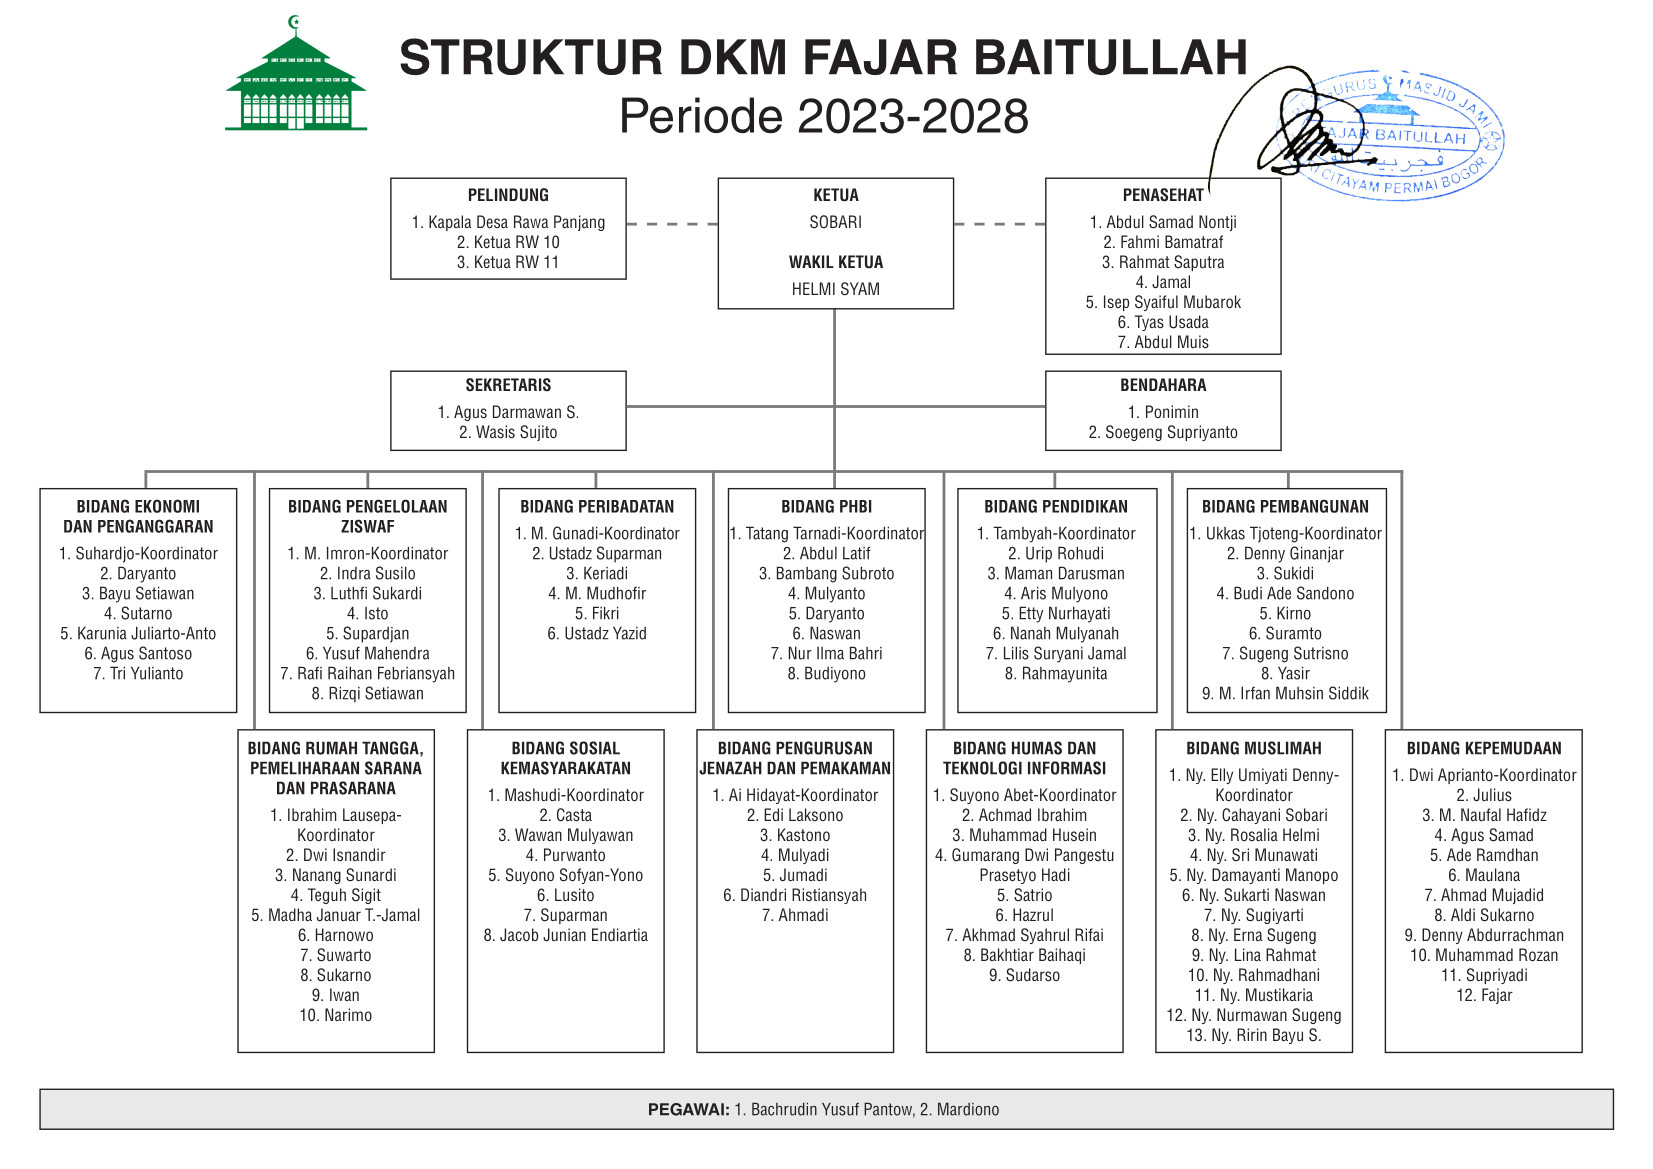 STRUKTUR DKM FAJAR BAITULLAH
Periode 2023-2028
MASJID JAMI
AJAR BAITULLAH
فجر بيت الله
CITAYAM PERMAI BOGOR
PELINDUNG
1. Kapala Desa Rawa Panjang
2. Ketua RW 10
3. Ketua RW 11
KETUA
SOBARI
WAKIL KETUA
HELMI SYAM
PENASEHAT
1. Abdul Samad Nontji
2. Fahmi Bamatraf
3. Rahmat Saputra
4. Jamal
5. Isep Syaiful Mubarok
6. Tyas Usada
7. Abdul Muis
SEKRETARIS
1. Agus Darmawan S.
2. Wasis Sujito
BENDAHARA
1. Ponimin
2. Soegeng Supriyanto
BIDANG EKONOMI
DAN PENGANGGARAN
1. Suhardjo-Koordinator
2. Daryanto
3. Bayu Setiawan
4. Sutarno
5. Karunia Juliarto-Anto
6. Agus Santoso
7. Tri Yulianto
BIDANG PENGELOLAAN
ZISWAF
1. M. Imron-Koordinator
2. Indra Susilo
3. Luthfi Sukardi
4. Isto
5. Supardjan
6. Yusuf Mahendra
7. Rafi Raihan Febriansyah
8. Rizqi Setiawan
BIDANG PERIBADATAN
1. M. Gunadi-Koordinator
2. Ustadz Suparman
3. Keriadi
4. M. Mudhofir
5. Fikri
6. Ustadz Yazid
BIDANG PHBI
1. Tatang Tarnadi-Koordinator
2. Abdul Latif
3. Bambang Subroto
4. Mulyanto
5. Daryanto
6. Naswan
7. Nur Ilma Bahri
8. Budiyono
BIDANG PENDIDIKAN
1. Tambyah-Koordinator
2. Urip Rohudi
3. Maman Darusman
4. Aris Mulyono
5. Etty Nurhayati
6. Nanah Mulyanah
7. Lilis Suryani Jamal
8. Rahmayunita
BIDANG PEMBANGUNAN
1. Ukkas Tjoteng-Koordinator
2. Denny Ginanjar
3. Sukidi
4. Budi Ade Sandono
5. Kirno
6. Suramto
7. Sugeng Sutrisno
8. Yasir
9. M. Irfan Muhsin Siddik
BIDANG RUMAH TANGGA,
PEMELIHARAAN SARANA
DAN PRASARANA
1. Ibrahim Lausepa-
Koordinator
2. Dwi Isnandir
3. Nanang Sunardi
4. Teguh Sigit
5. Madha Januar T.-Jamal
6. Harnowo
7. Suwarto
8. Sukarno
9. Iwan
10. Narimo
BIDANG SOSIAL
KEMASYARAKATAN
1. Mashudi-Koordinator
2. Casta
3. Wawan Mulyawan
4. Purwanto
5. Suyono Sofyan-Yono
6. Lusito
7. Suparman
8. Jacob Junian Endiartia
BIDANG PENGURUSAN
JENAZAH DAN PEMAKAMAN
1. Ai Hidayat-Koordinator
2. Edi Laksono
3. Kastono
4. Mulyadi
5. Jumadi
6. Diandri Ristiansyah
7. Ahmadi
BIDANG HUMAS DAN
TEKNOLOGI INFORMASI
1. Suyono Abet-Koordinator
2. Achmad Ibrahim
3. Muhammad Husein
4. Gumarang Dwi Pangestu
Prasetyo Hadi
5. Satrio
6. Hazrul
7. Akhmad Syahrul Rifai
8. Bakhtiar Baihaqi
9. Sudarso
BIDANG MUSLIMAH
1. Ny. Elly Umiyati Denny-
Koordinator
2. Ny. Cahayani Sobari
3. Ny. Rosalia Helmi
4. Ny. Sri Munawati
5. Ny. Damayanti Manopo
6. Ny. Sukarti Naswan
7. Ny. Sugiyarti
8. Ny. Erna Sugeng
9. Ny. Lina Rahmat
10. Ny. Rahmadhani
11. Ny. Mustikaria
12. Ny. Nurmawan Sugeng
13. Ny. Ririn Bayu S.
BIDANG KEPEMUDAAN
1. Dwi Aprianto-Koordinator
2. Julius
3. M. Naufal Hafidz
4. Agus Samad
5. Ade Ramdhan
6. Maulana
7. Ahmad Mujadid
8. Aldi Sukarno
9. Denny Abdurrachman
10. Muhammad Rozan
11. Supriyadi
12. Fajar
PEGAWAI: 1. Bachrudin Yusuf Pantow, 2. Mardiono